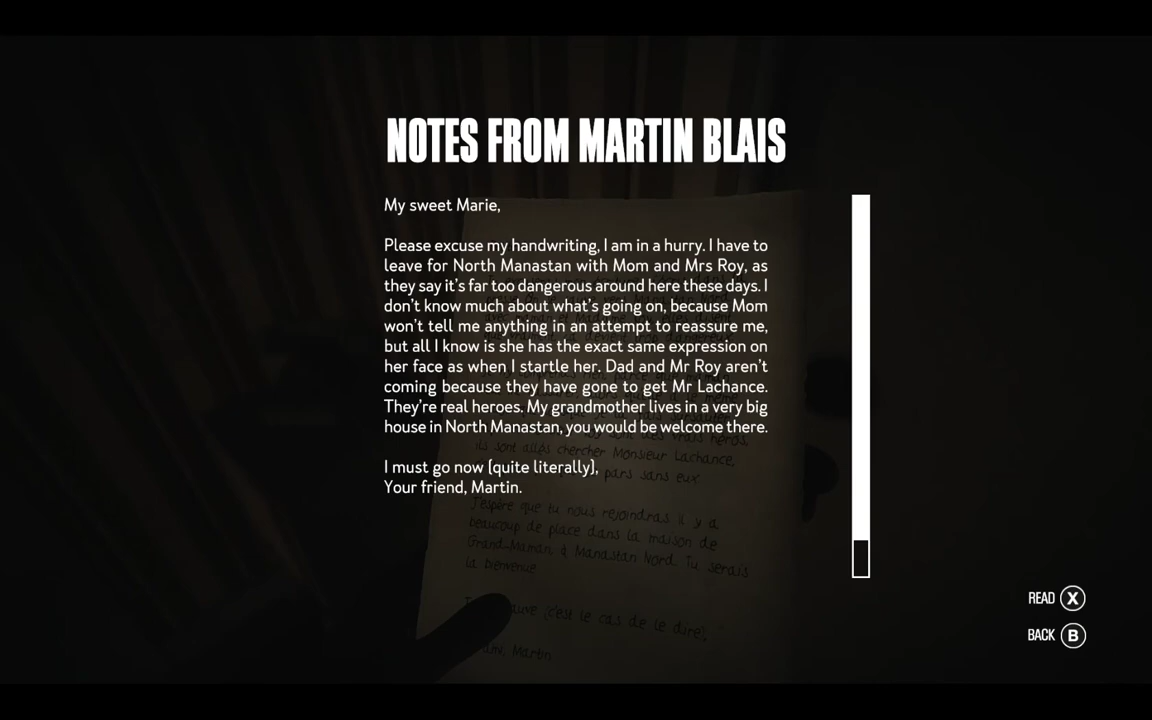 NOTES FROM MARTIN BLAIS
My sweet Marie,
Please excuse my handwriting, I am in a hurry. I have to
leave for North Manastan with Mom and Mrs Roy, as
they say it's far too dangerous around here these days. I
don't know much about what's going on, because Mom
won't tell me anything in an attempt to reassure me,
but all I know is she has the exact same expression on
her face as when I startle her. Dad and Mr Roy aren't
coming because they have gone to get Mr Lachance.
They're real heroes. My grandmother lives in a very big
house in North Manastan, you would be welcome there.
I must go now (quite literally),
Your friend, Martin.
vrais héros,
ils sont allés chercher Monsieur Lachance,
pars sans eux
J'espère que tu nous rejoindras il y a
beaucoup de place dans la maison de
Grand-Maman à Manastan Nord. Tu serais
la bienvenue
(c'est le cas de le dire),
Martin
READ X
BACK B